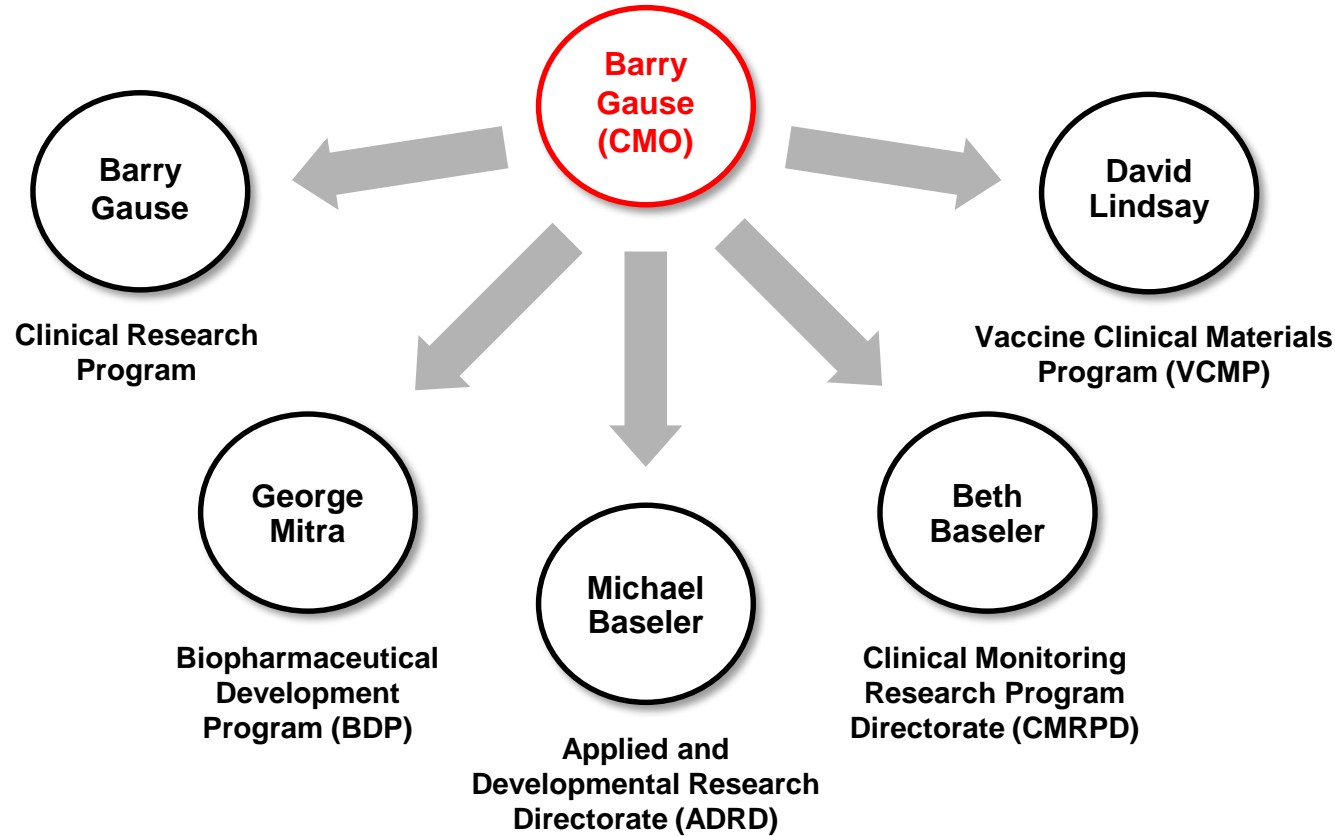 Barry
Gause
(CMO)
Barry
Gause
Clinical Research
Program
David
Lindsay
Vaccine Clinical Materials
Program (VCMP)
George
Mitra
Biopharmaceutical
Development
Program (BDP)
Michael
Baseler
Applied and
Developmental Research
Directorate (ADRD)
Beth
Baseler
Clinical Monitoring
Research Program
Directorate (CMRPD)